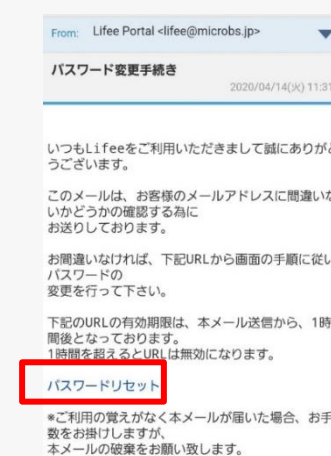 From: Lifee Portal <lifee@microbs.jp>
パスワード変更手続き
2020/04/14(火) 11:31
いつもLifeeをご利用いただきまして誠にありがと
うございます。
このメールは、お客様のメールアドレスに間違いな
いかどうかの確認する為に
お送りしております。
お間違いなければ、下記URLから画面の手順に従い
パスワードの
変更を行って下さい。
下記のURLの有効期限は、本メール送信から、1時
間後となっております。
1時間を超えるとURLは無効になります。
パスワードリセット
*ご利用の覚えがなく本メールが届いた場合、お手
数をお掛けしますが、
本メールの破棄をお願い致します。